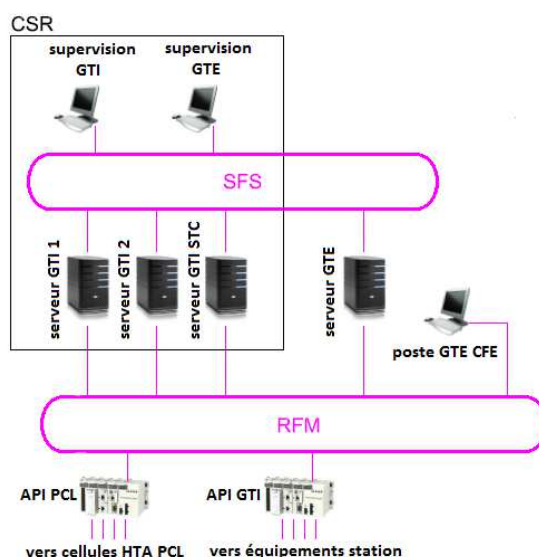 CSR
supervision
GTI
supervision
GTE
SFS
serveur GTI 1
serveur GTI 2
serveur GTI STC
serveur GTE
poste GTE CFE
RFM
API PCL
API GTI
vers cellules HTA PCL
vers équipements station